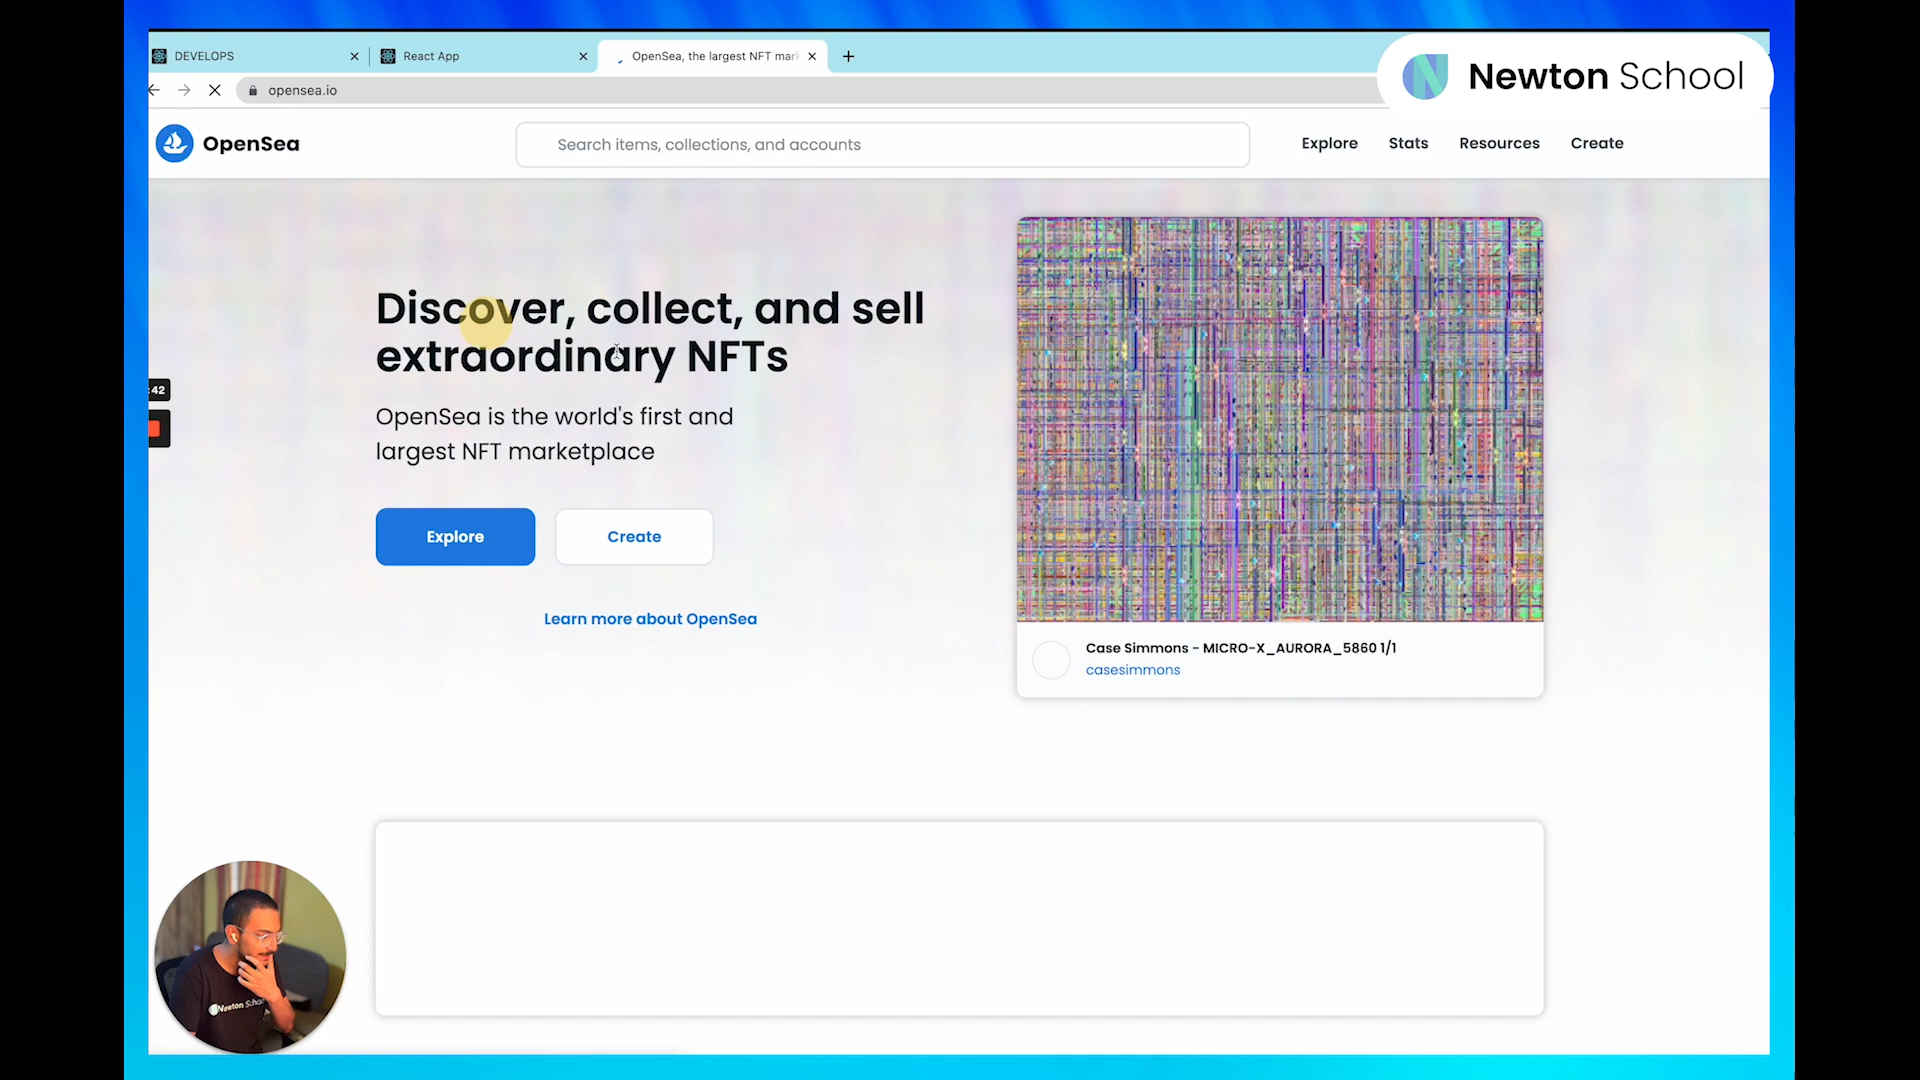 DEVELOPS
React App
OpenSea, the largest NFT mar
Newton School
opensea.io
OpenSea
Search items, collections, and accounts
Explore
Stats
Resources
Create
Discover, collect, and sell
extraordinary NFTs
:42
OpenSea is the world's first and
largest NFT marketplace
Explore
Create
Learn more about OpenSea
Case Simmons - MICRO-X_AURORA_5860 1/1
casesimmons
Newton Schoo